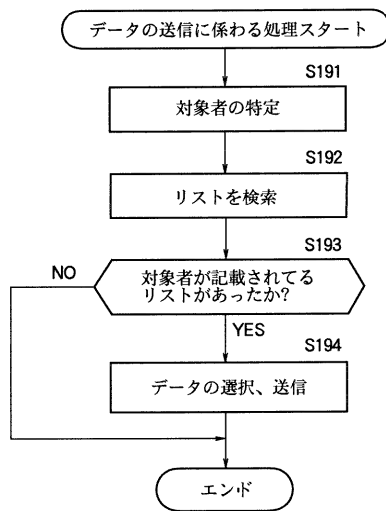 データの送信に係わる処理スタート
S191
対象者の特定
S192
リストを検索
S193
対象者が記載されてる
リストがあったか?
NO
YES
S194
データの選択、送信
エンド